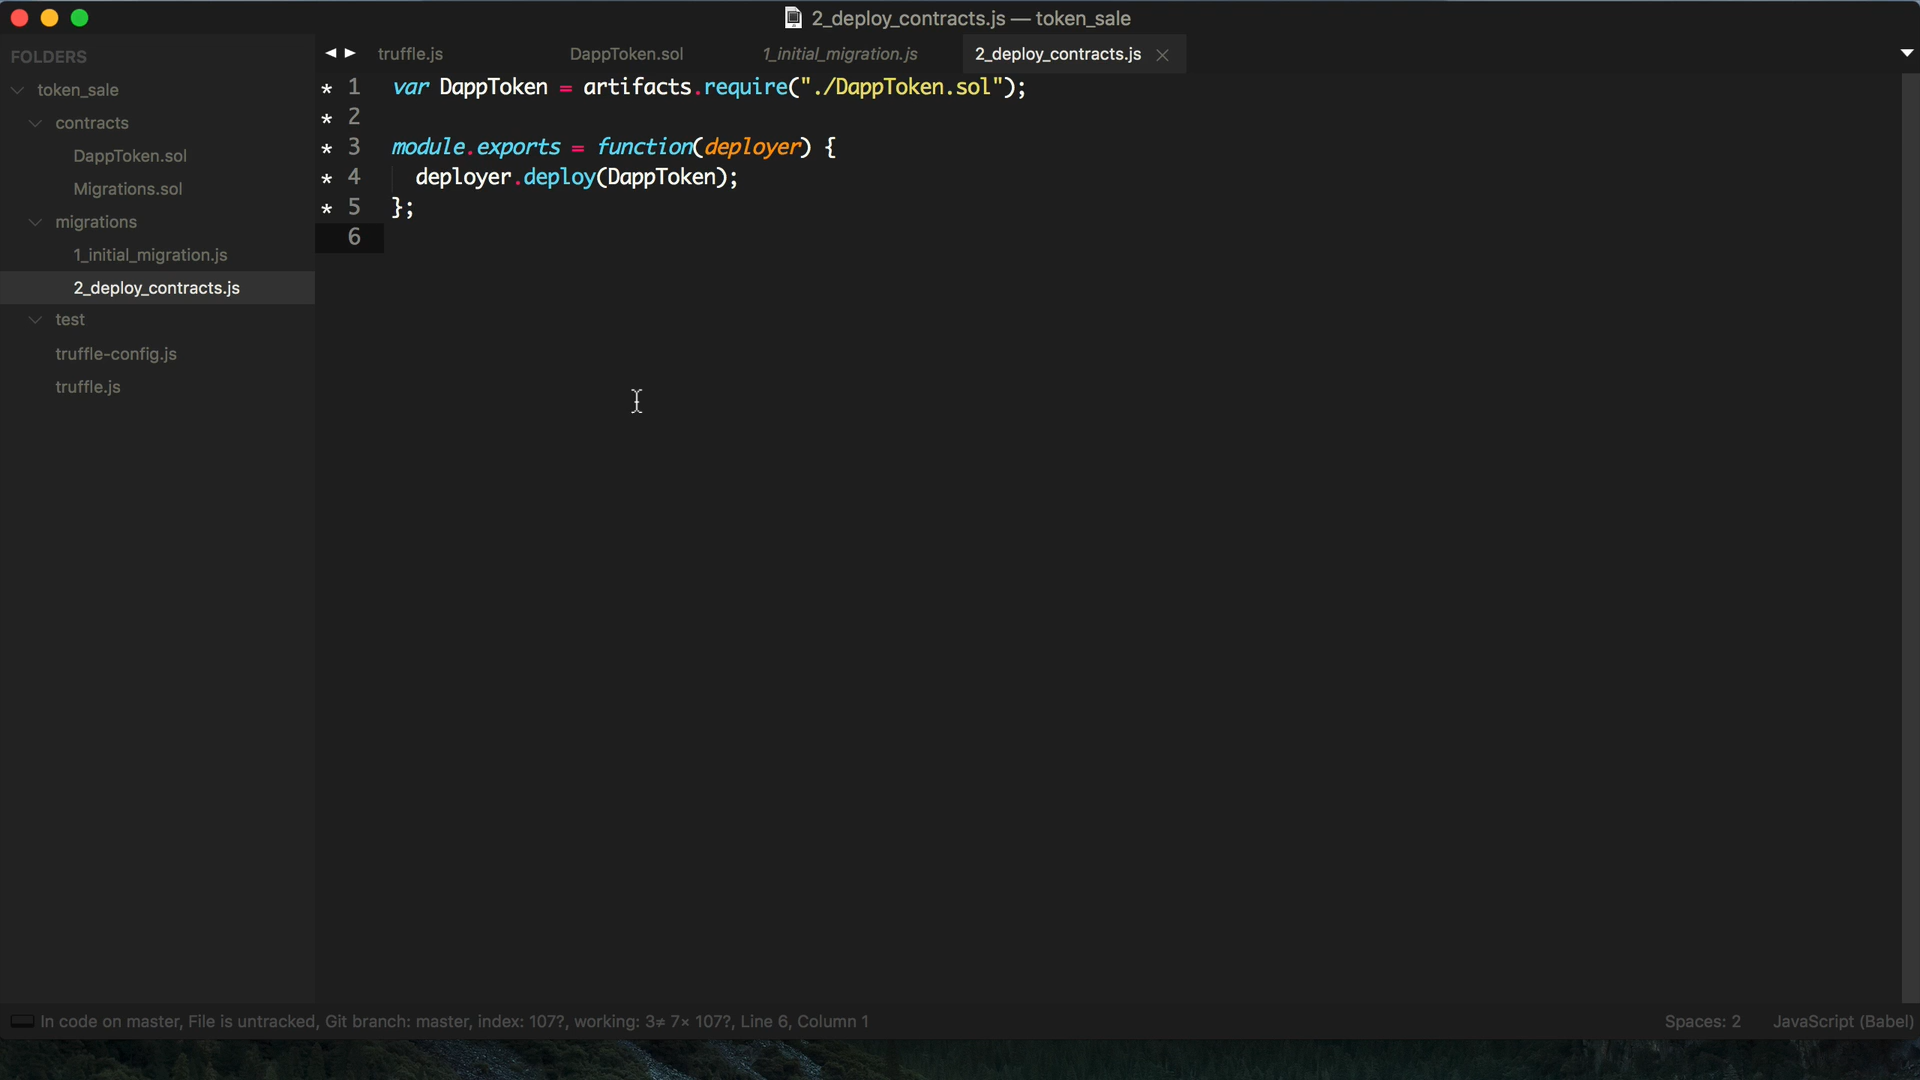 2_deploy_contracts.js — token_sale
FOLDERS
token_sale
contracts
DappToken.sol
Migrations.sol
migrations
1_initial_migration.js
2_deploy_contracts.js
test
truffle-config.js
truffle.js
truffle.js DappToken.sol 1_initial_migration.js 2_deploy_contracts.js
* 1 var DappToken = artifacts.require("./DappToken.sol");
* 2
* 3 module.exports = function(deployer) {
* 4 deployer.deploy(DappToken);
* 5 };
6
In code on master, File is untracked, Git branch: master, index: 107?, working: 3≠ 7× 107?, Line 6, Column 1
Spaces: 2 JavaScript (Babel)